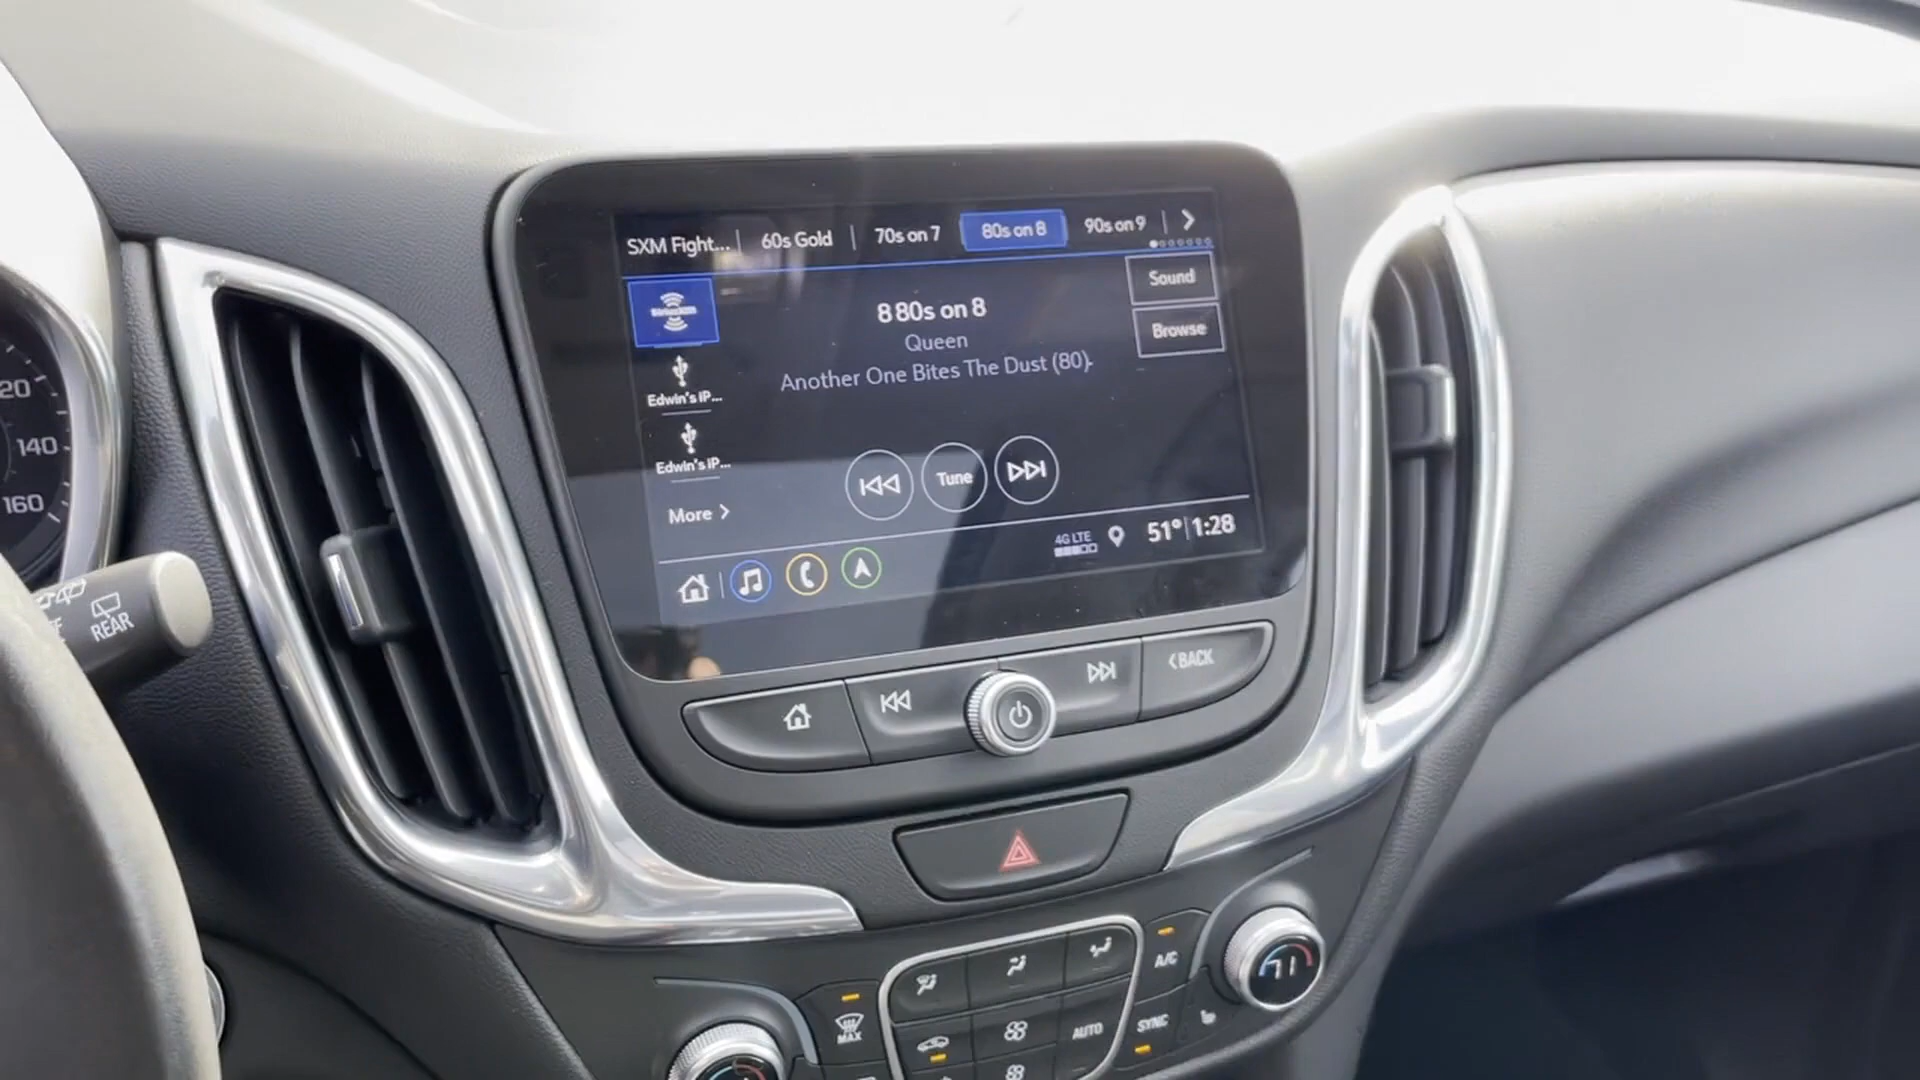 SXM Fight... 60s Gold 70s on 7 80s on 8 90s on 9
Sound
8 80s on 8
Queen
Browse
Another One Bites The Dust (80)
Edwin's iP...
Edwin's iP...
Tune
More
4G LTE 51° 1:28
BACK
20
140
160
REAR
A/C
MAX
AUTO
SYNC
71